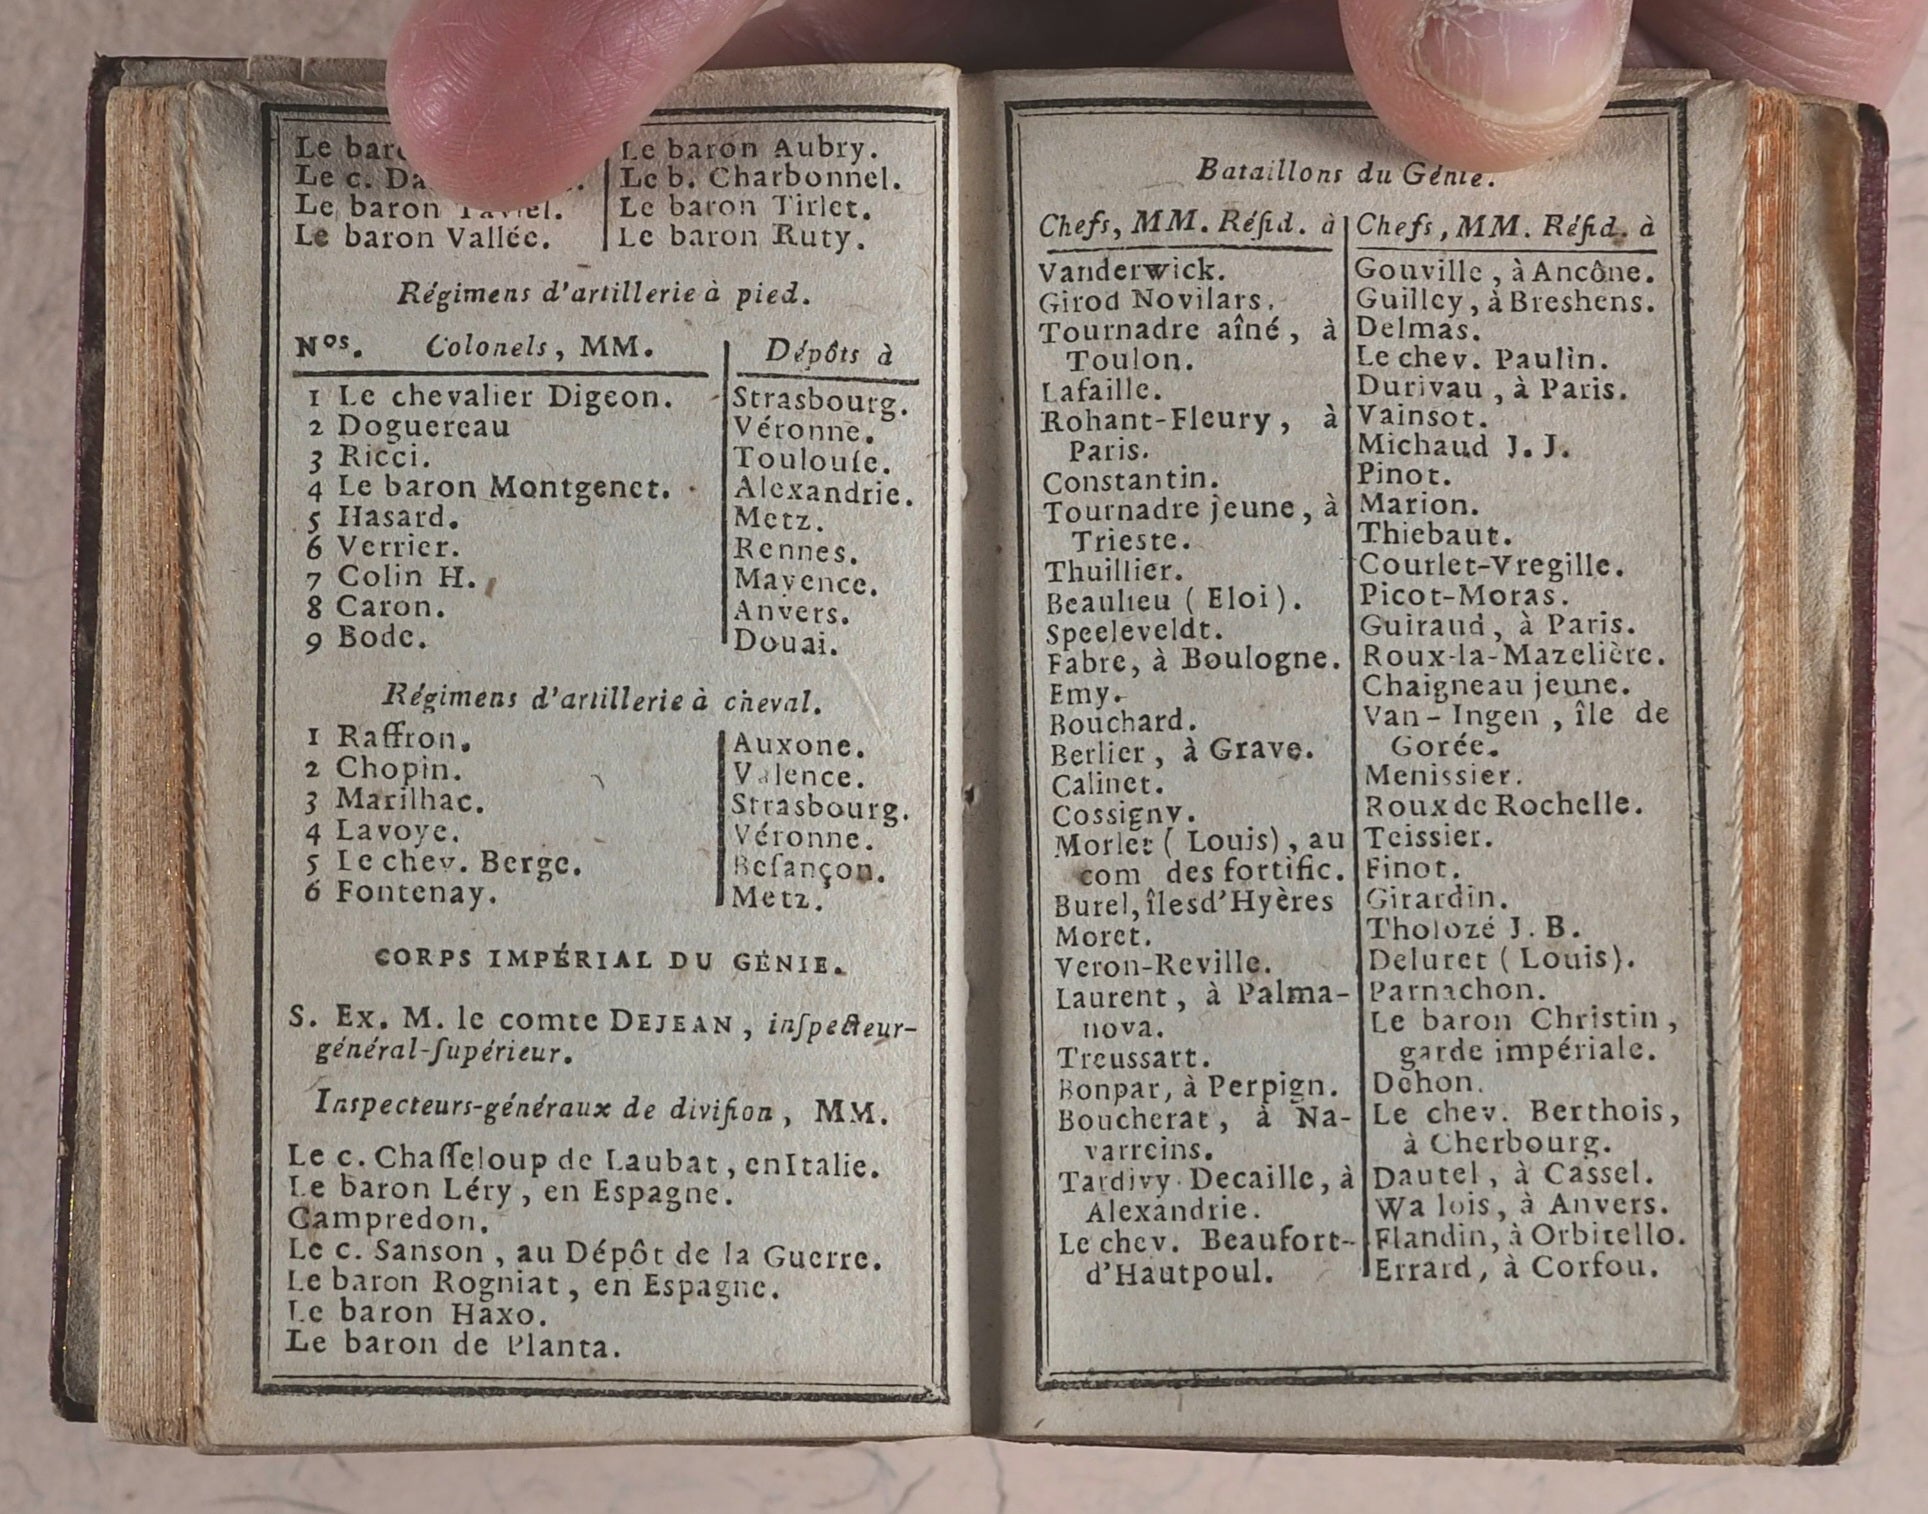 Le Le baron Aubry.
Le c. Le b. Charbonnel.
Le baron Taviel. Le baron Tirlet.
Le baron Vallée. Le baron Ruty.
Régimens d'artillerie à pied.
Nos. Colonels, MM. Dépôts à
1 Le chevalier Digeon. Strasbourg.
2 Doguereau Véronne.
3 Ricci. Toulouſe.
4 Le baron Montgenet. Alexandrie.
5 Hasard. Metz.
6 Verrier. Rennes.
7 Colin H. Mayence.
8 Caron. Anvers.
9 Bode. Douai.
Régimens d'artillerie à cheval.
1 Raffron. Auxone.
2 Chopin. Valence.
3 Marilhac. Strasbourg.
4 Lavoye. Véronne.
5 Le chev. Berge. Beſançon.
6 Fontenay. Metz.
CORPS IMPÉRIAL DU GÉNIE.
S. Ex. M. le comte DEJEAN, inſpecteur-
général-ſupérieur.
Inspecteurs-généraux de diviſion, MM.
Le c. Chaſſeloup de Laubat, en Italie.
Le baron Léry, en Espagne.
Campredon.
Le c. Sanson, au Dépôt de la Guerre.
Le baron Rogniat, en Espagne.
Le baron Haxo.
Le baron de Planta.
Bataillons du Génie.
Chefs, MM. Réſid. à
Vanderwick.
Girod Novilars.
Tournadre aîné, à
Toulon.
Lafaille.
Rohant-Fleury, à
Paris.
Constantin.
Tournadre jeune, à
Trieste.
Thuillier.
Beaulieu (Eloi).
Speeleveldt.
Fabre, à Boulogne.
Emy.
Bouchard.
Berlier, à Grave.
Calinet.
Cossigny.
Morlet (Louis), au
com des fortific.
Burel, îles d'Hyères
Moret.
Veron-Reville.
Laurent, à Palma-
nova.
Treussart.
Bonpar, à Perpign.
Boucherat, à Na-
varreins.
Tardivy Decaille, à
Alexandrie.
Le chev. Beaufort-
d'Hautpoul.
Chefs, MM. Réſid. à
Gouville, à Ancône.
Guilley, à Breshens.
Delmas.
Le chev. Paulin.
Durivau, à Paris.
Vainsot.
Michaud J. J.
Pinot.
Marion.
Thiebaut.
Courlet-Vregille.
Picot-Moras.
Guiraud, à Paris.
Roux-la-Mazelière.
Chaigneau jeune.
Van-Ingen, île de
Gorée.
Menissier.
Roux de Rochelle.
Teissier.
Finot.
Girardin.
Tholozé J. B.
Deluret (Louis).
Parnachon.
Le baron Christin,
garde impériale.
Dehon.
Le chev. Berthois,
à Cherbourg.
Dautel, à Cassel.
Wa lois, à Anvers.
Flandin, à Orbitello.
Errard, à Corfou.